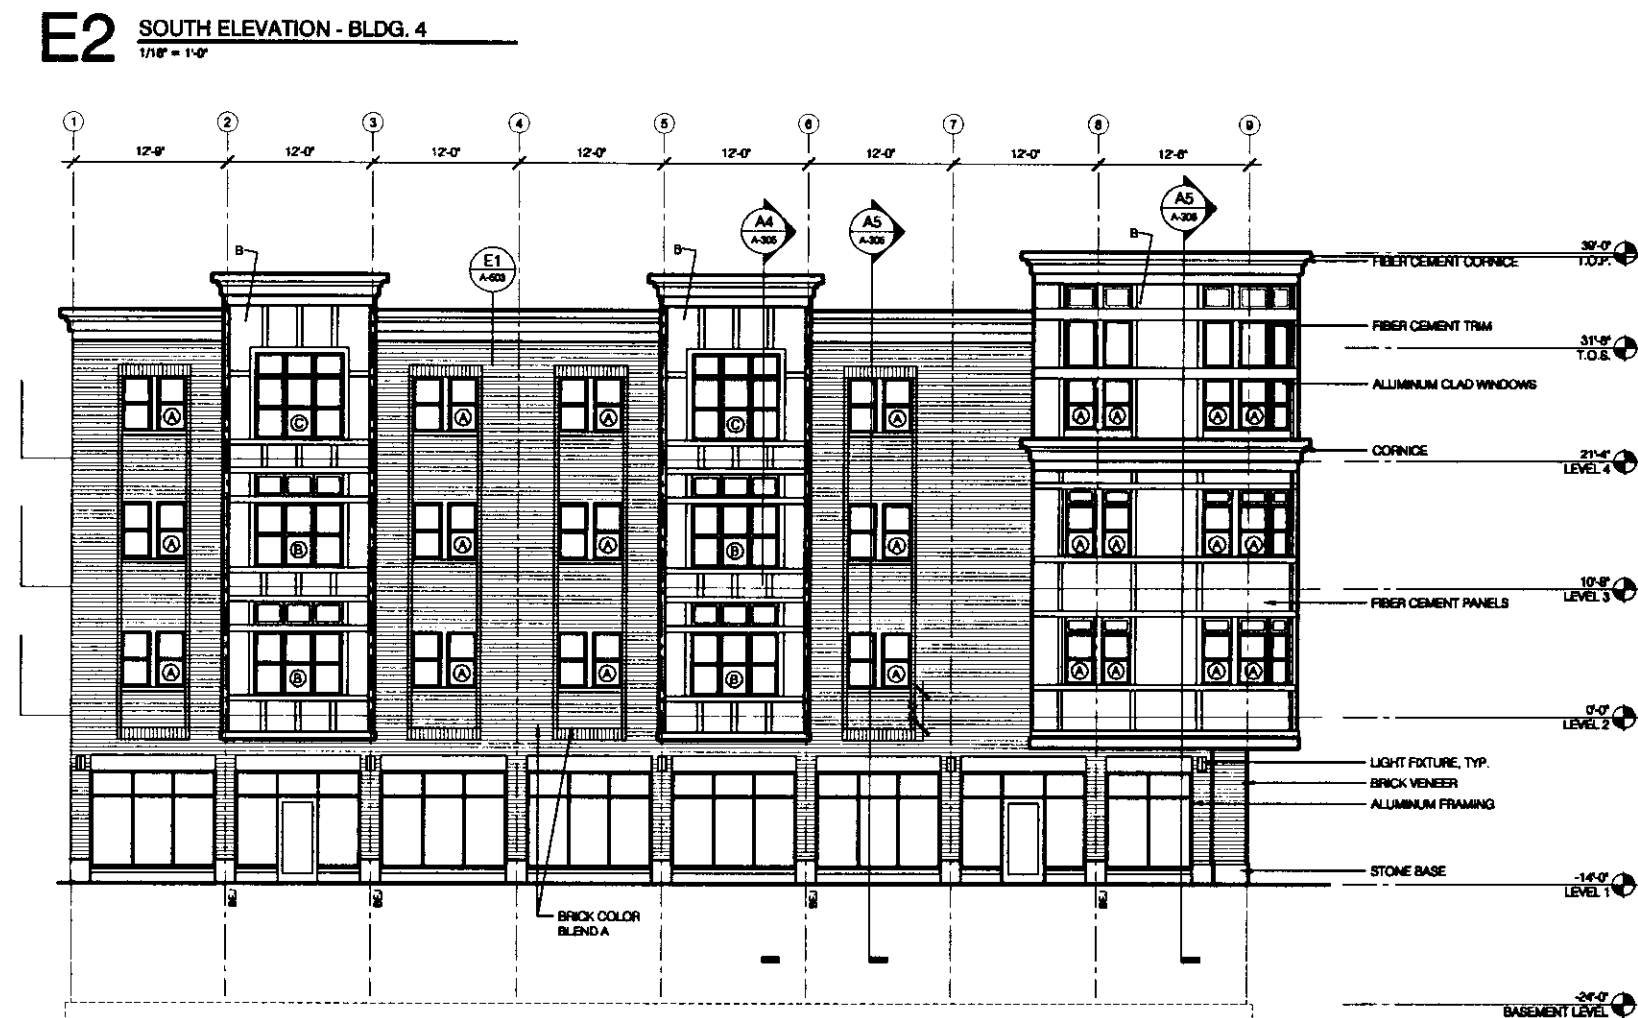 E2 SOUTH ELEVATION - BLDG. 4
1/16" = 1'-0"
1 2 3 4 5 6 7 8 9
12'-9" 12'-0" 12'-0" 12'-0" 12'-0" 12'-0" 12'-0" 12'-6"
A4
A-305
A5
A-306
A5
A-306
B
B
B
E1
A-503
39'-0"
T.O.P.
FIBER CEMENT CORNICE
FIBER CEMENT TRIM
31'-8"
T.O.S.
ALUMINUM CLAD WINDOWS
A C A A C A A A A A
CORNICE
21'-4"
LEVEL 4
A B A A B A A A A A
10'-8"
LEVEL 3
FIBER CEMENT PANELS
A B A A B A A A A A
0'-0"
LEVEL 2
LIGHT FIXTURE, TYP.
BRICK VENEER
ALUMINUM FRAMING
STONE BASE
-14'-0"
LEVEL 1
BRICK COLOR
BLEND A
-24'-0"
BASEMENT LEVEL